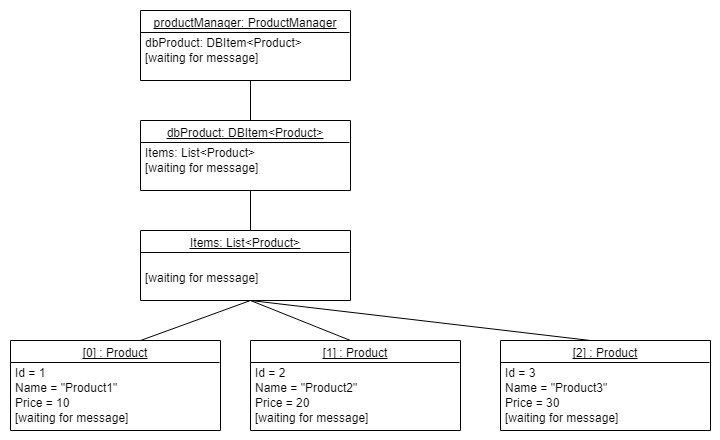 productManager: ProductManager
dbProduct: DBItem<Product>
[waiting for message]
dbProduct: DBItem<Product>
Items: List<Product>
[waiting for message]
Items: List<Product>
[waiting for message]
[0] : Product
Id = 1
Name = "Product1"
Price = 10
[waiting for message]
[1] : Product
Id = 2
Name = "Product2"
Price = 20
[waiting for message]
[2] : Product
Id = 3
Name = "Product3"
Price = 30
[waiting for message]